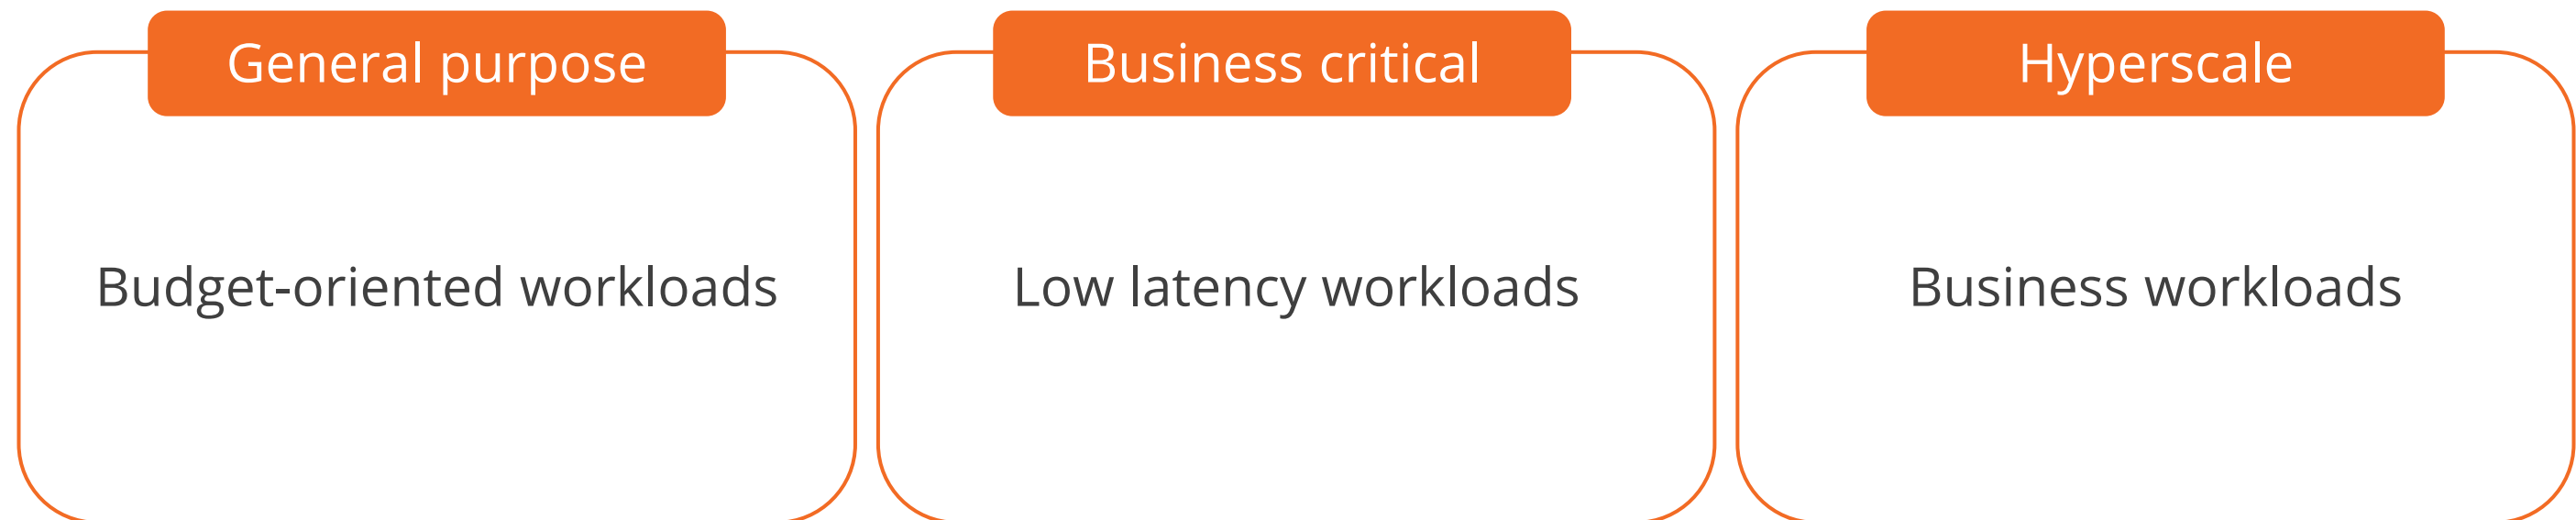 General purpose
Budget-oriented workloads
Business critical
Low latency workloads
Hyperscale
Business workloads